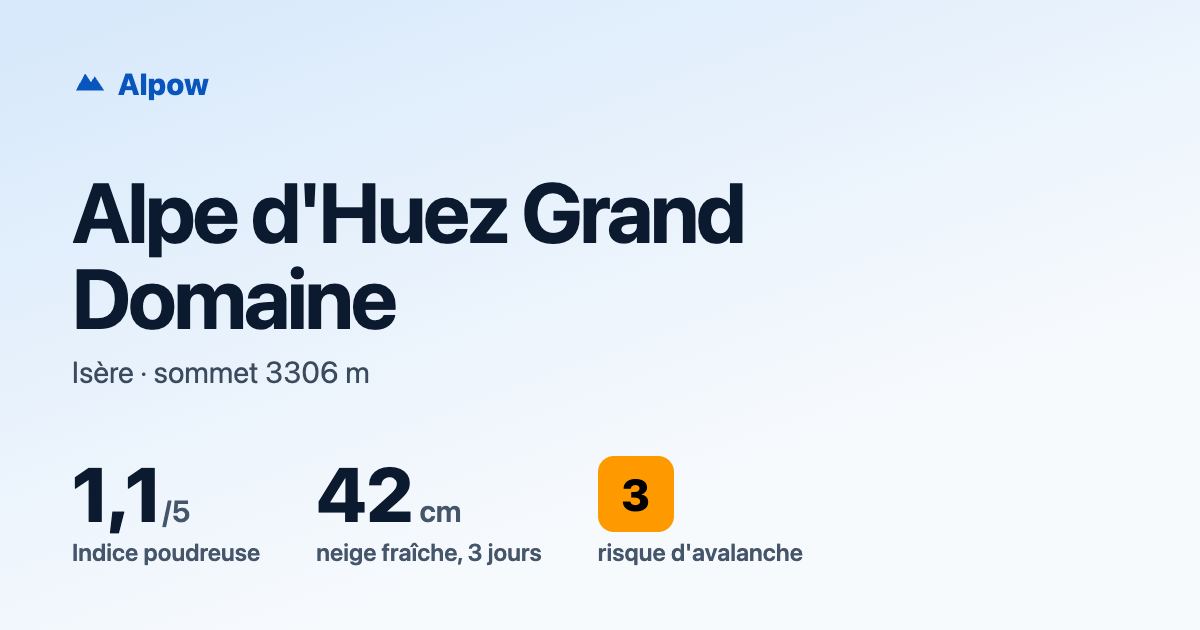 Alpow
Alpe d'Huez Grand
Domaine
Isère · sommet 3306 m
1,1/5
42 cm
3
Indice poudreuse
neige fraîche, 3 jours
risque d'avalanche